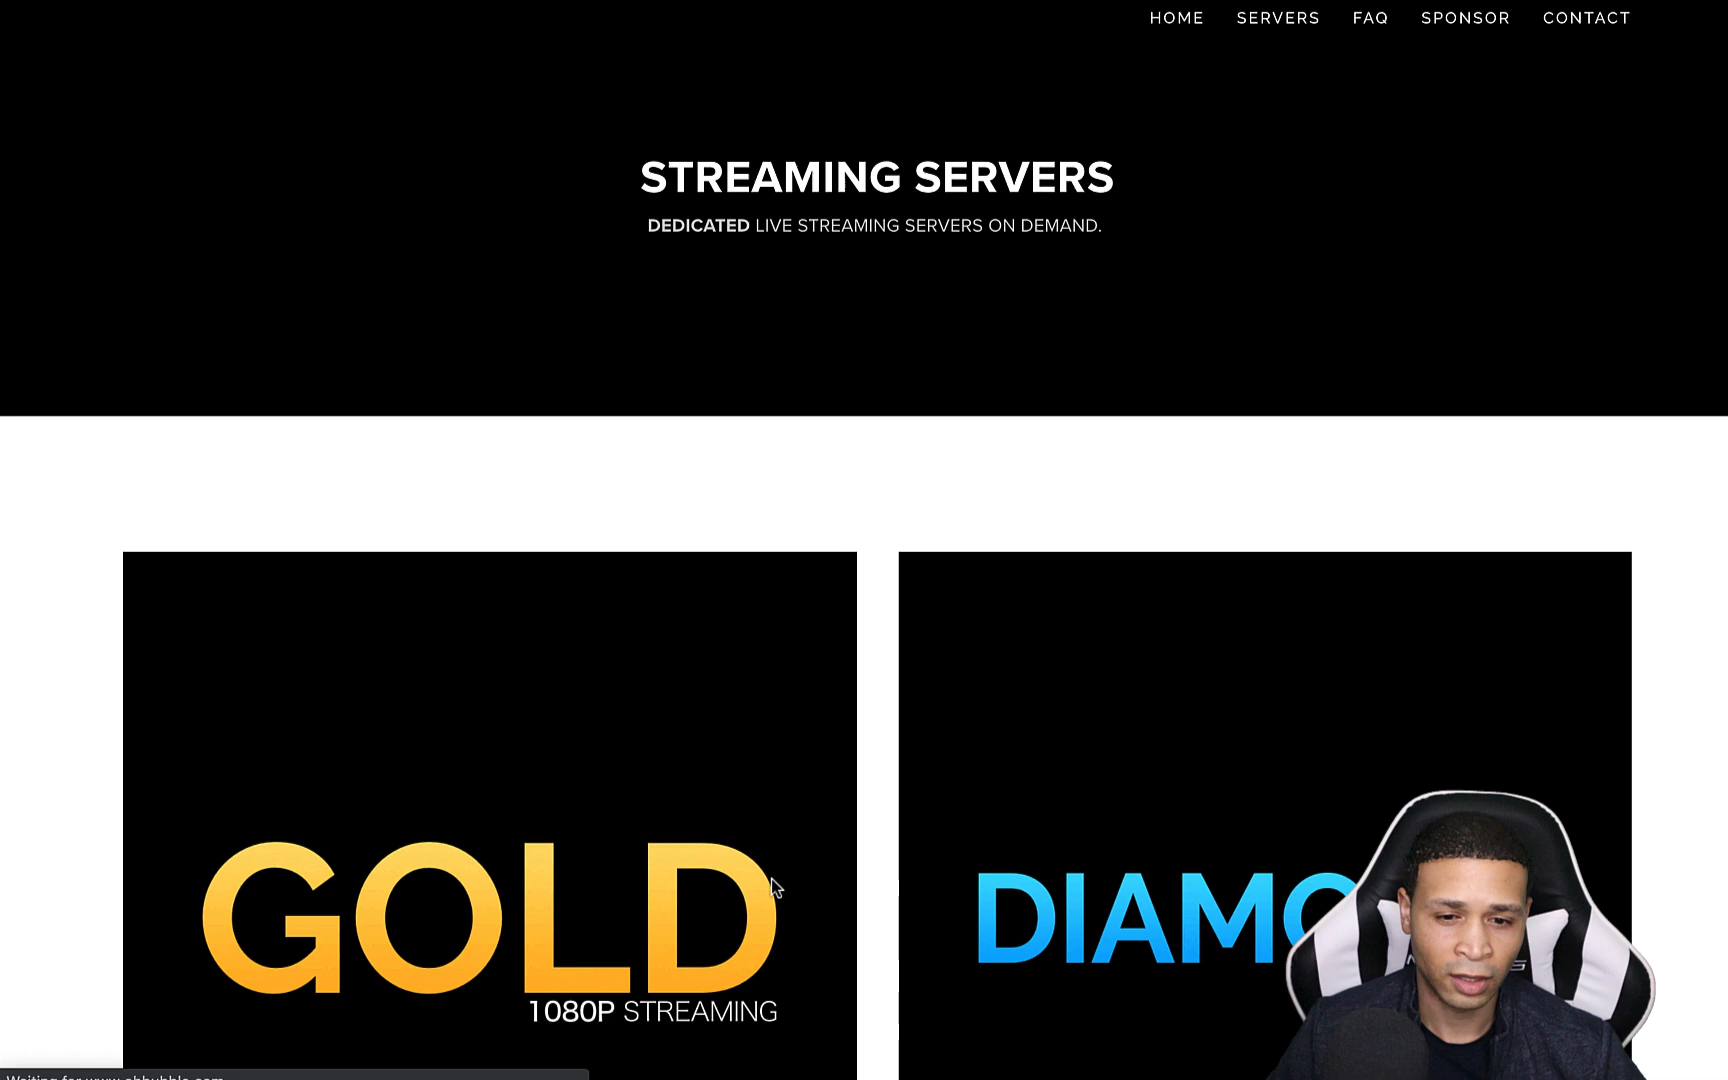 HOME SERVERS FAQ SPONSOR CONTACT
STREAMING SERVERS
DEDICATED LIVE STREAMING SERVERS ON DEMAND.
GOLD
1080P STREAMING
DIAMO